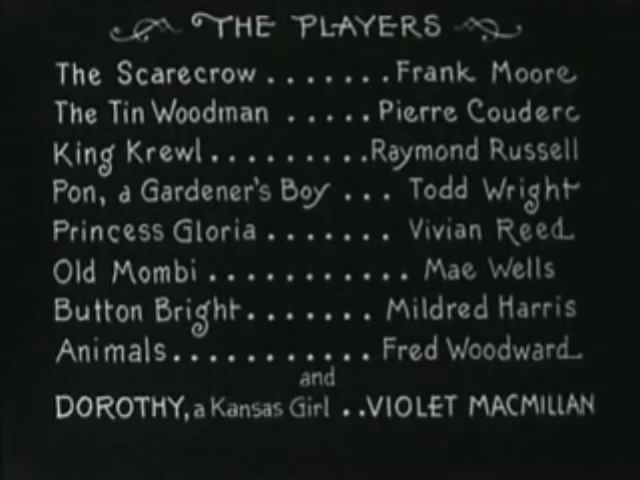 THE PLAYERS
The Scarecrow . . . . . . . Frank Moore
The Tin Woodman . . . . . Pierre Couderc
King Krewl . . . . . . . . . Raymond Russell
Pon, a Gardener's Boy . . . Todd Wright
Princess Gloria . . . . . . . Vivian Reed
Old Mombi . . . . . . . . . . . Mae Wells
Button Bright . . . . . . . Mildred Harris
Animals . . . . . . . . . . . Fred Woodward
and
DOROTHY, a Kansas Girl . . VIOLET MACMILLAN